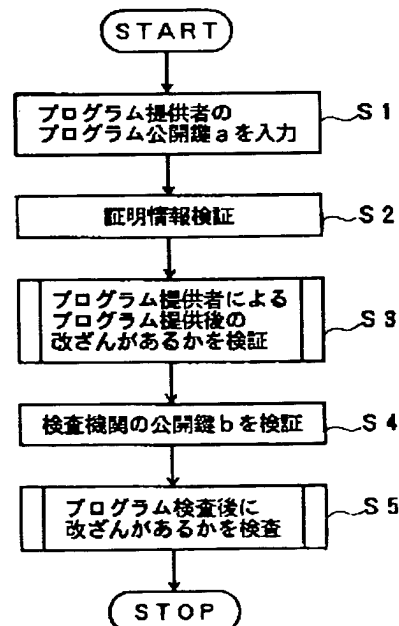 START
プログラム提供者の
プログラム公開鍵aを入力
S1
証明情報検証
S2
プログラム提供者による
プログラム提供後の
改ざんがあるかを検証
S3
検査機関の公開鍵bを検証
S4
プログラム検査後に
改ざんがあるかを検査
S5
STOP